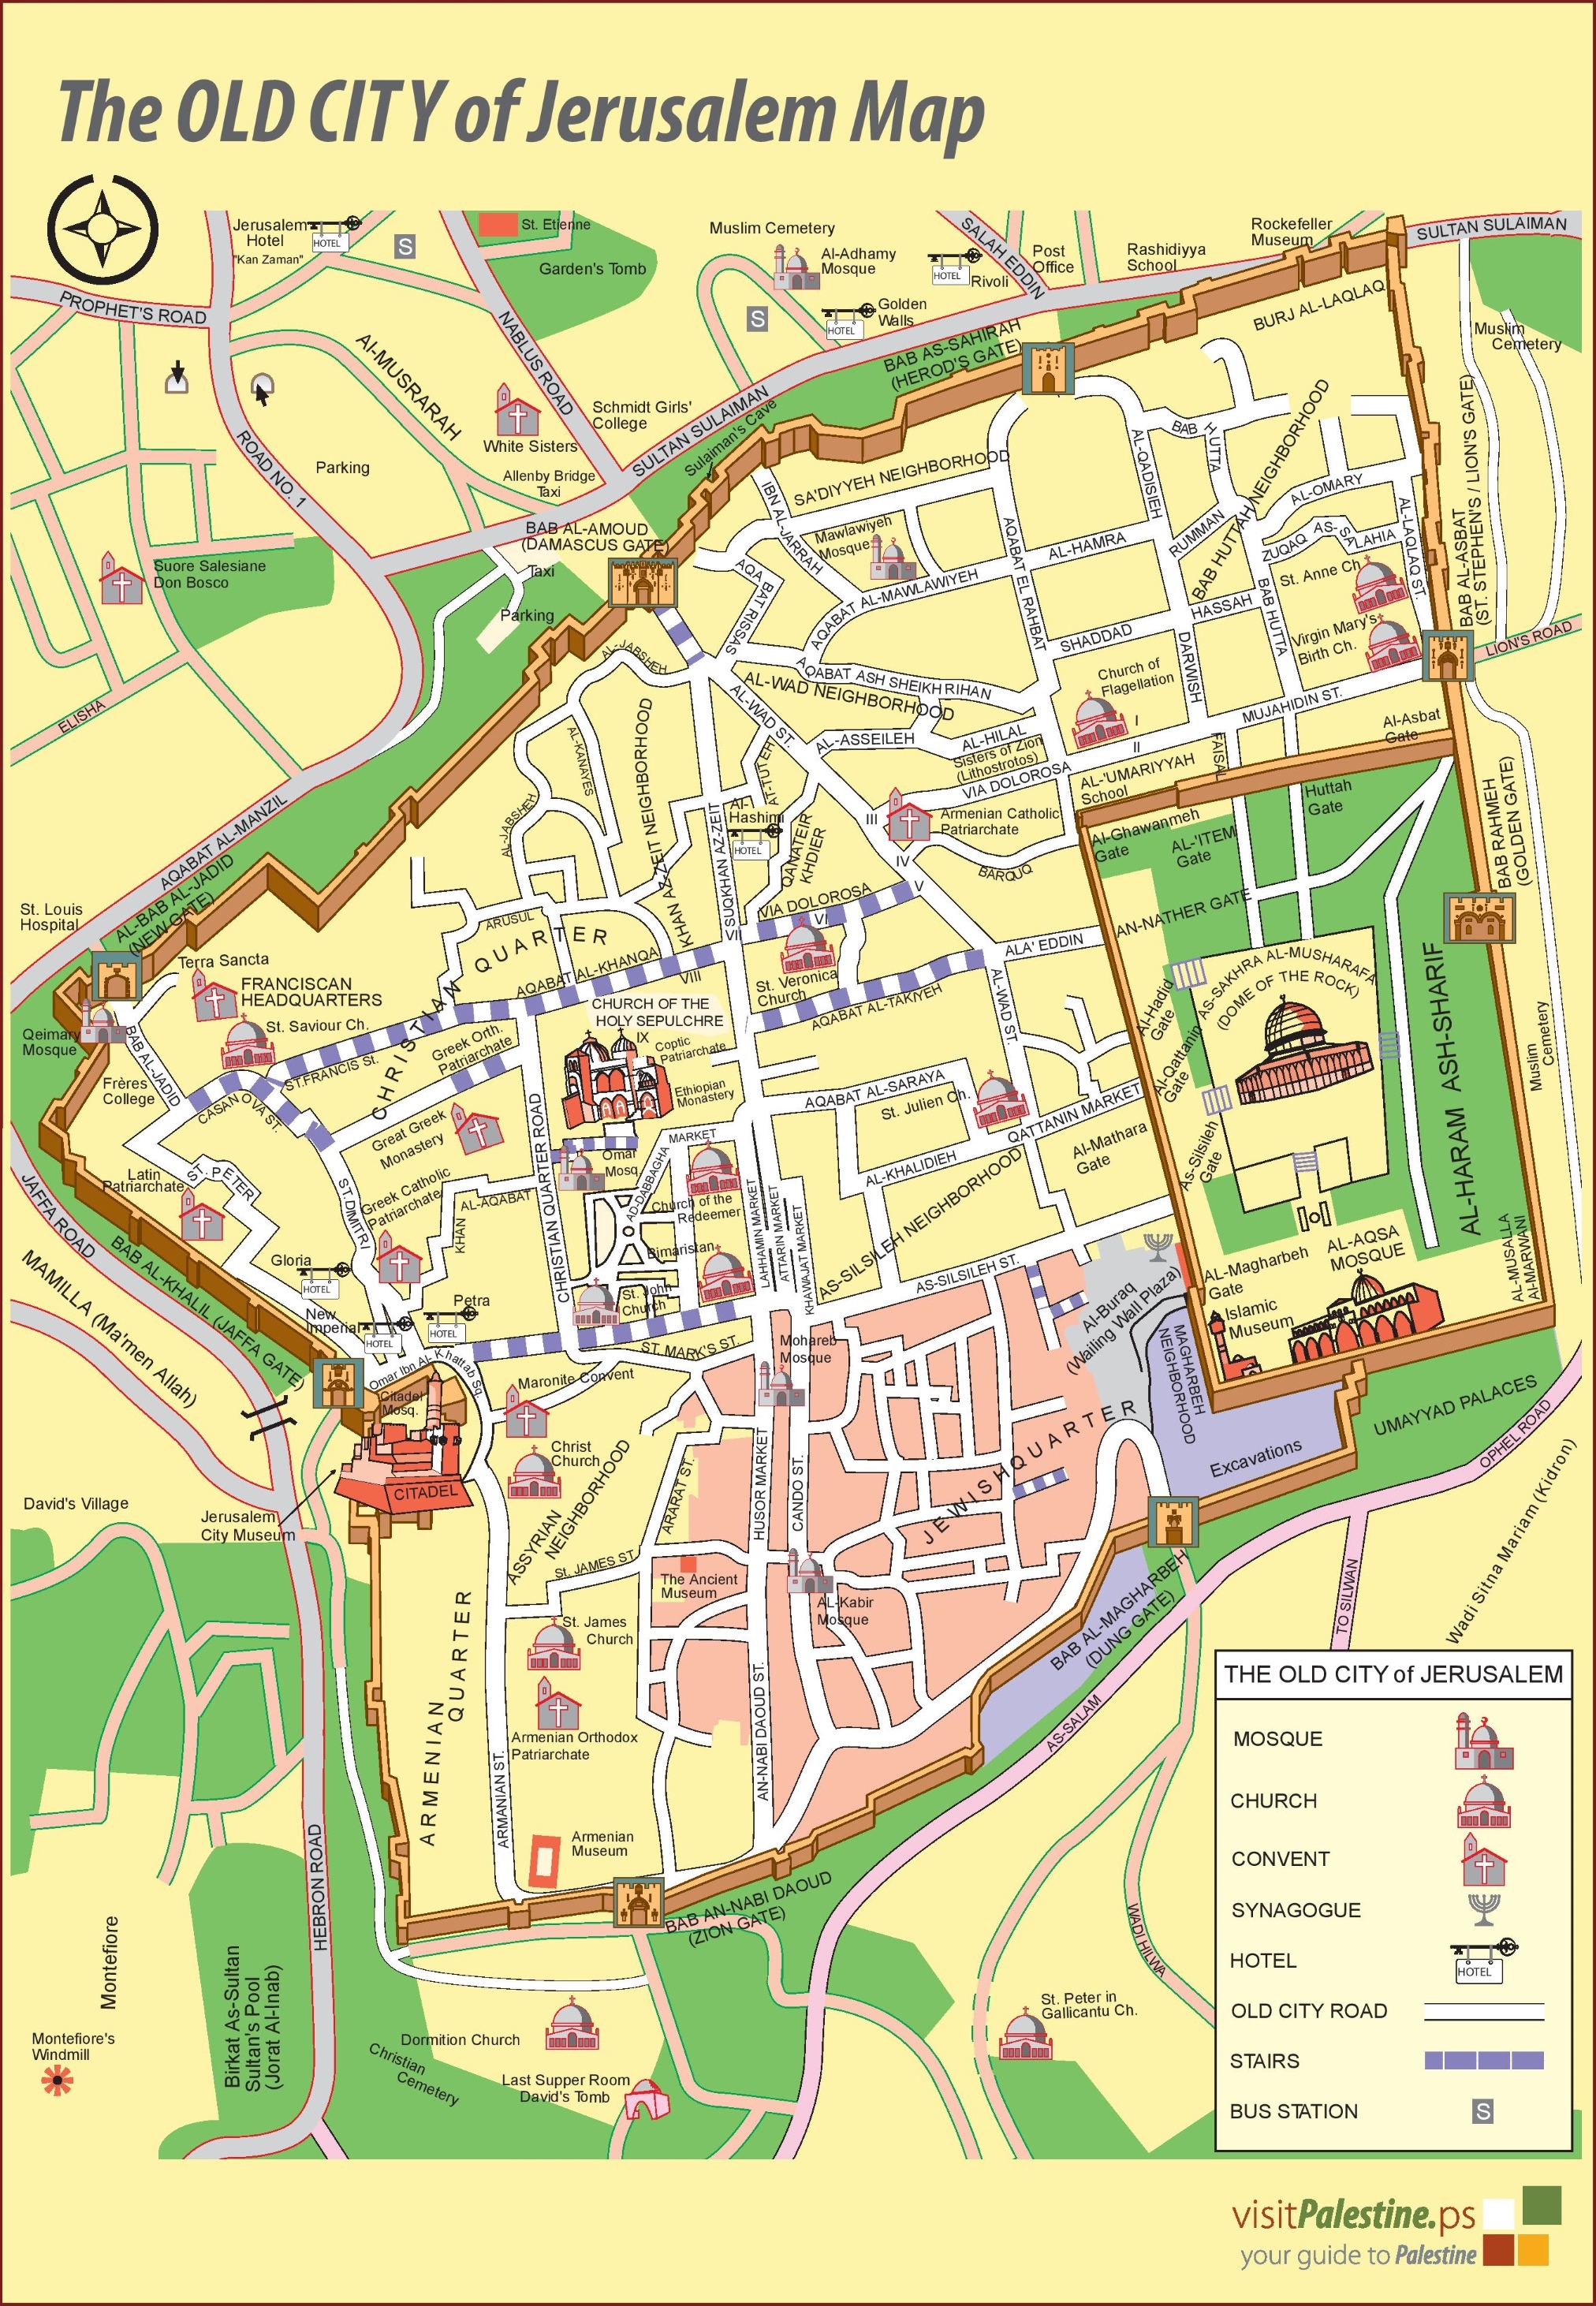 The OLD CITY of Jerusalem Map
Jerusalem
Hotel
"Kan Zaman"
HOTEL
S
St. Etienne
Garden's Tomb
Muslim Cemetery
Al-Adhamy
Mosque
S
HOTEL
Rivoli
Golden
Walls
HOTEL
SALAH EDDIN
Post
Office
Rashidiyya
School
Rockefeller
Museum
SULTAN SULAIMAN
PROPHET'S ROAD
Al-MUSRARAH
NABLUS ROAD
BAB AS-SAHIRAH
(HEROD'S GATE)
BURJ AL-LAQLAQ
Muslim
Cemetery
ROAD NO. 1
Parking
White Sisters
Schmidt Girls'
College
SULTAN SULAIMAN
Sulaiman's Cave
Allenby Bridge
Taxi
BAB AL-AMOUD
(DAMASCUS GATE)
Taxi
Parking
Suore Salesiane
Don Bosco
ELISHA
SA'DIYYEH NEIGHBORHOOD
IBN AL-JARRAH
Mawlawiyeh
Mosque
AQABAT AL-MAWLAWIYEH
AQA BAT RISSAS
AQABAT EL RAHBAT
AL-HAMRA
AL-QADISIEH
BAB HUTTA
RUMMAN
BAB HUTTAH NEIGHBORHOOD
AL-OMARY
ZUQAQ AS-SALAHIA
AL-LAQLAQ ST.
St. Anne Ch.
Virgin Mary's
Birth Ch.
BAB AL-ASBAT
(ST. STEPHEN'S / LION'S GATE)
LION'S ROAD
SHADDAD
HASSAH
DARWISH
BAB HUTTA
MUJAHIDIN ST.
Al-Asbat
Gate
AL-JABSHEH
AQABAT ASH SHEIKH RIHAN
AL-WAD NEIGHBORHOOD
AL-WAD ST.
AL-ASSEILEH
AL-HILAL
Sisters of Zion
(Lithostrotos)
VIA DOLOROSA
Church of
Flagellation
I
II
AL-'UMARIYYAH
School
FAISAL
Huttah
Gate
BAB RAHMEH
(GOLDEN GATE)
AL-KANAYES
AL-JABSHEH
KHAN AZ-ZEIT NEIGHBORHOOD
SUQKHAN AZ-ZEIT
AT-TUTEH
Al-
Hashimi
HOTEL
QANATEIR
KHDIER
III
Armenian Catholic
Patriarchate
IV
BARQUQ
V
Al-Ghawanmeh
Gate
AL-'ITEM
Gate
AN-NATHER GATE
AQABAT AL-MANZIL
St. Louis
Hospital
AL-BAB AL-JADID
(NEW GATE)
Terra Sancta
FRANCISCAN
HEADQUARTERS
St. Saviour Ch.
Qeimary
Mosque
Frères
College
BAB AL-JADID
ARUSUL
CHRISTIAN QUARTER
AQABAT AL-KHANQA
VII
VIII
VIA DOLOROSA
VI
St. Veronica
Church
AQABAT AL-TAKIYEH
ALA' EDDIN
AL-WAD ST.
AS-SAKHRA AL-MUSHARAFA
(DOME OF THE ROCK)
Al-Hadid
Gate
Al-Qattanin
Gate
AL-HARAM ASH-SHARIF
Muslim
Cemetery
CHURCH OF THE
HOLY SEPULCHRE
IX
Coptic
Patriarchate
Ethiopian
Monastery
ST.FRANCIS ST.
CASANOVA ST.
Greek Orth.
Patriarchate
Great Greek
Monastery
Latin
Patriarchate
ST. PETER
ST.DIMITRI
Greek Catholic
Patriarchate
KHAN
AL-AQABAT
CHRISTIAN QUARTER ROAD
Omar
Mosq.
AD-DABBAGHA
MARKET
Church of the
Redeemer
Bimaristan
St. John
Church
LAHHAMIN MARKET
ATTARIN MARKET
KHAWAJAT MARKET
AQABAT AL-SARAYA
St. Julien Ch.
QATTANIN MARKET
AL-KHALIDIEH
Al-Mathara
Gate
As-Silsileh
Gate
AS-SILSILEH NEIGHBORHOOD
AS-SILSILEH ST.
Al-Buraq
(Wailing Wall Plaza)
MAGHARBEH
NEIGHBORHOOD
Al-Magharbeh
Gate
AL-AQSA
MOSQUE
Islamic
Museum
AL-MUSALLA
Al-MARWANI
JAFFA ROAD
MAMILLA (Ma'men Allah)
BAB AL-KHALIL (JAFFA GATE)
Gloria
HOTEL
New
Imperial
HOTEL
Petra
HOTEL
Omar Ibn Al- Khattab Sq.
Citadel
Mosq.
CITADEL
Jerusalem
City Museum
David's Village
ST. MARK'S ST.
Mohareb
Mosque
Maronite Convent
Christ
Church
ASSYRIAN
NEIGHBORHOOD
ARARAT ST.
HUSOR MARKET
CANDO ST.
JEWISH QUARTER
Excavations
UMAYYAD PALACES
OPHEL ROAD
St. JAMES ST.
The Ancient
Museum
AL-Kabir
Mosque
St. James
Church
Armenian Orthodox
Patriarchate
ARMENIAN
QUARTER
ARMANIAN ST.
AN-NABI DAOUD ST.
Armenian
Museum
BAB AL-MAGHARBEH
(DUNG GATE)
AS-SALAM
TO SILWAN
Wadi Sitna Mariam (Kidron)
BAB AN-NABI DAOUD
(ZION GATE)
WADI HILWA
HEBRON ROAD
Montefiore
Montefiore's
Windmill
Birkat As-Sultan
Sultan's Pool
(Jorat Al-Inab)
Dormition Church
Christian
Cemetery
Last Supper Room
David's Tomb
St. Peter in
Gallicantu Ch.
THE OLD CITY of JERUSALEM
MOSQUE
CHURCH
CONVENT
SYNAGOGUE
HOTEL
HOTEL
OLD CITY ROAD
STAIRS
BUS STATION
S
visitPalestine.ps
your guide to Palestine